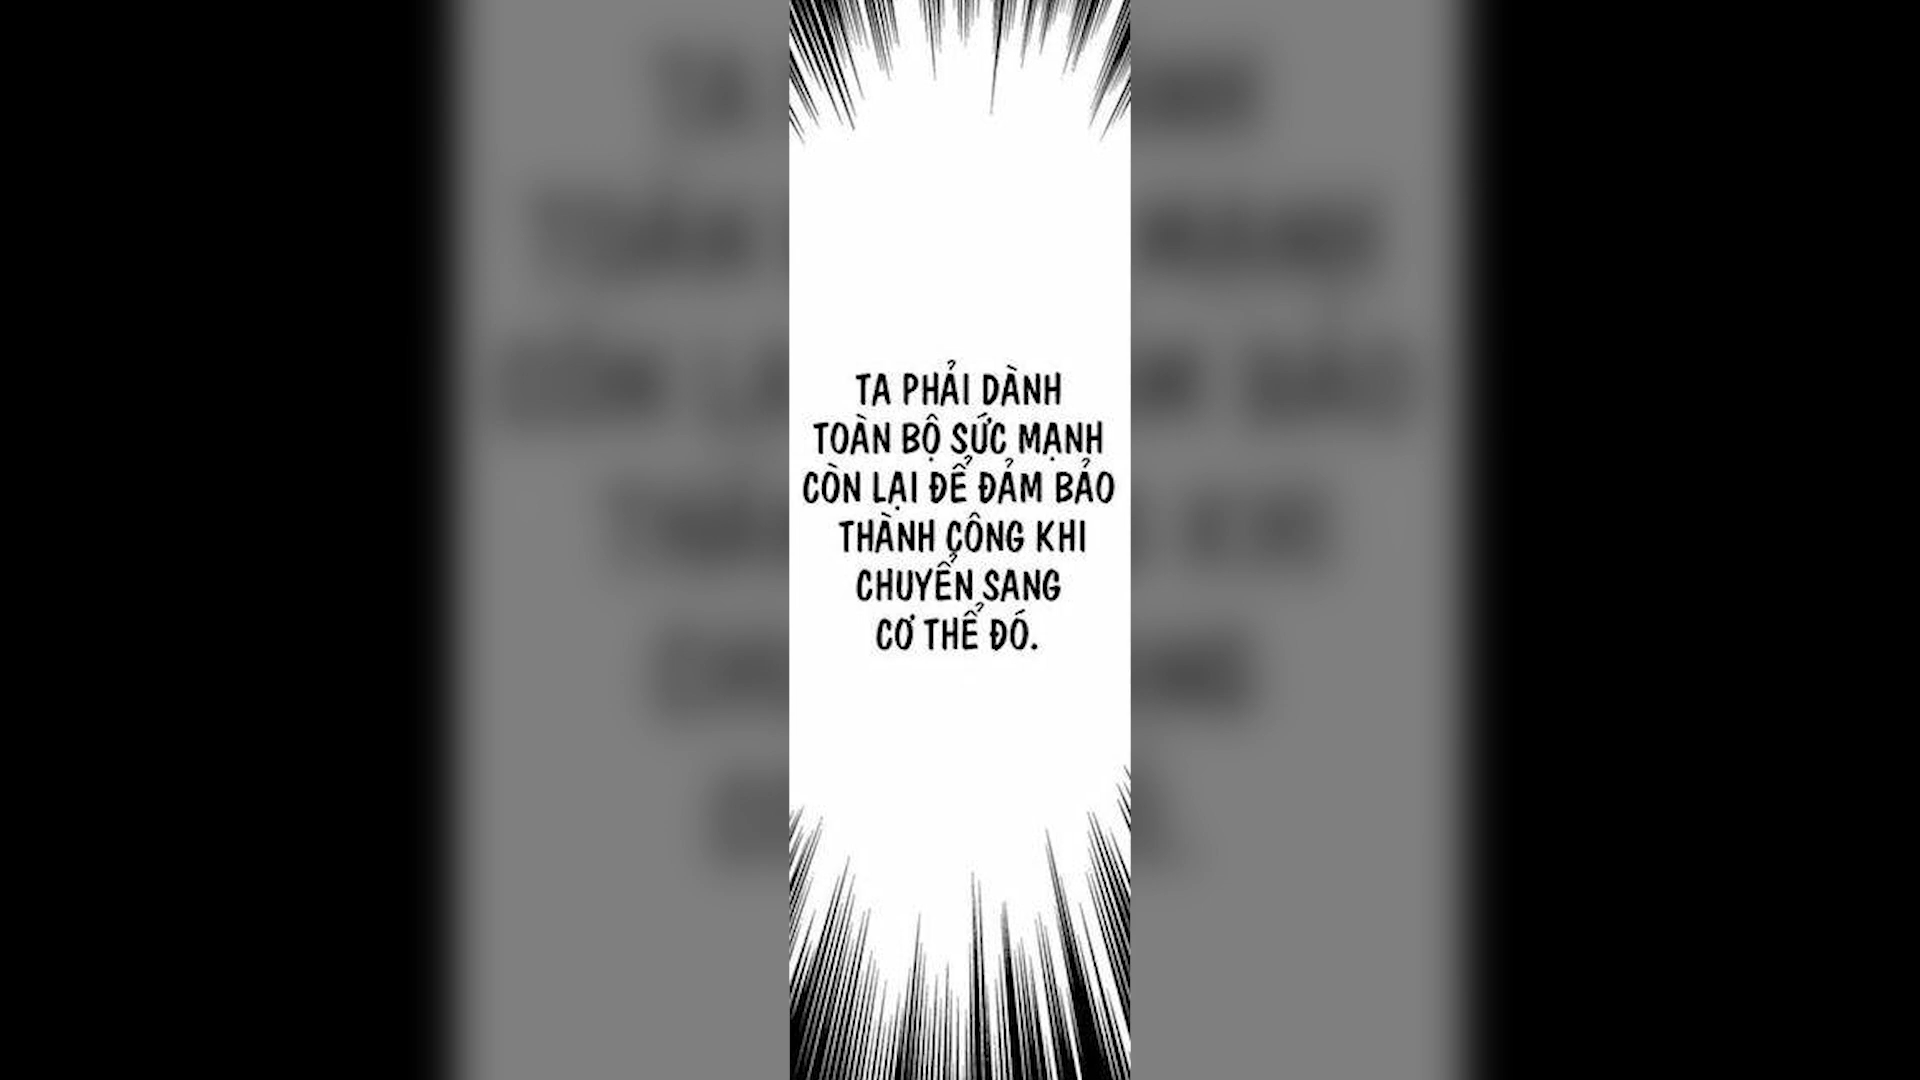 TA PHẢI DÀNH
TOÀN BỘ SỨC MẠNH
CÒN LẠI ĐỂ ĐẢM BẢO
THÀNH CÔNG KHI
CHUYỂN SANG
CƠ THỂ ĐÓ.